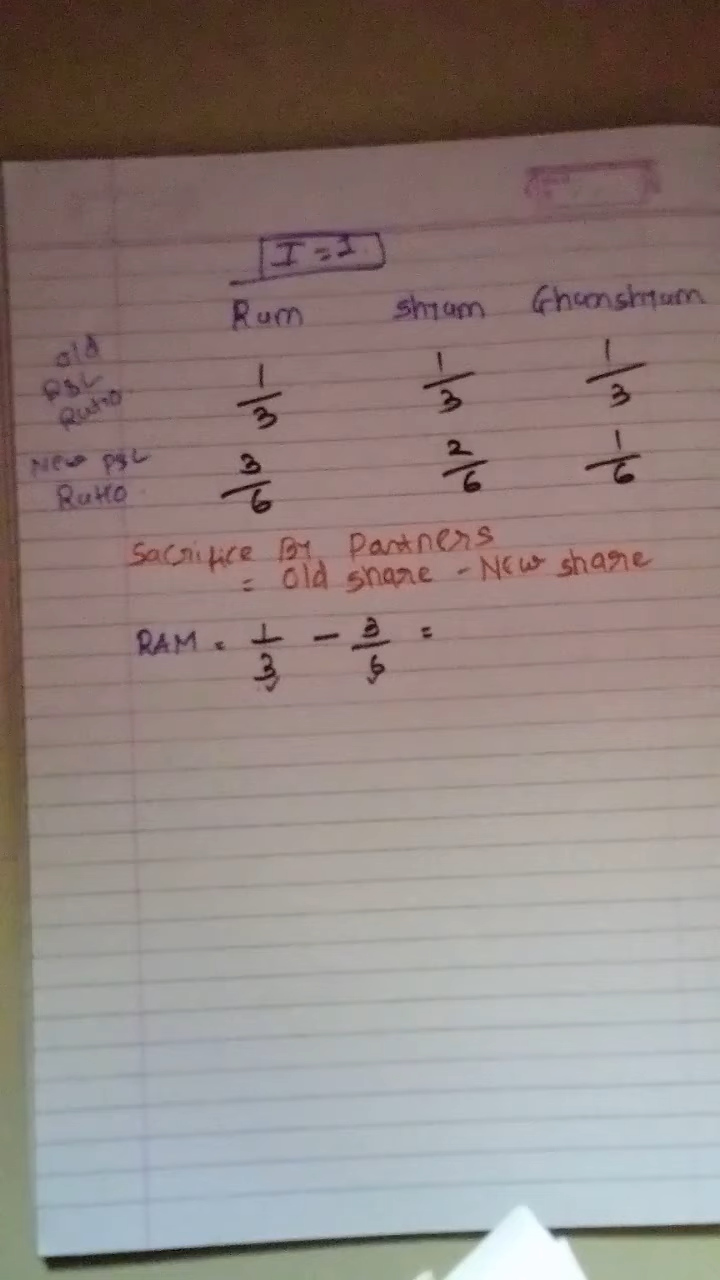 I = 1
Ram Shyam Ghanshyam
Old
P&L
Ratio 1/3 1/3 1/3
New P&L
Ratio 3/6 2/6 1/6
Sacrifice By Partners
= Old share - New share
RAM = 1/3 - 3/6 =